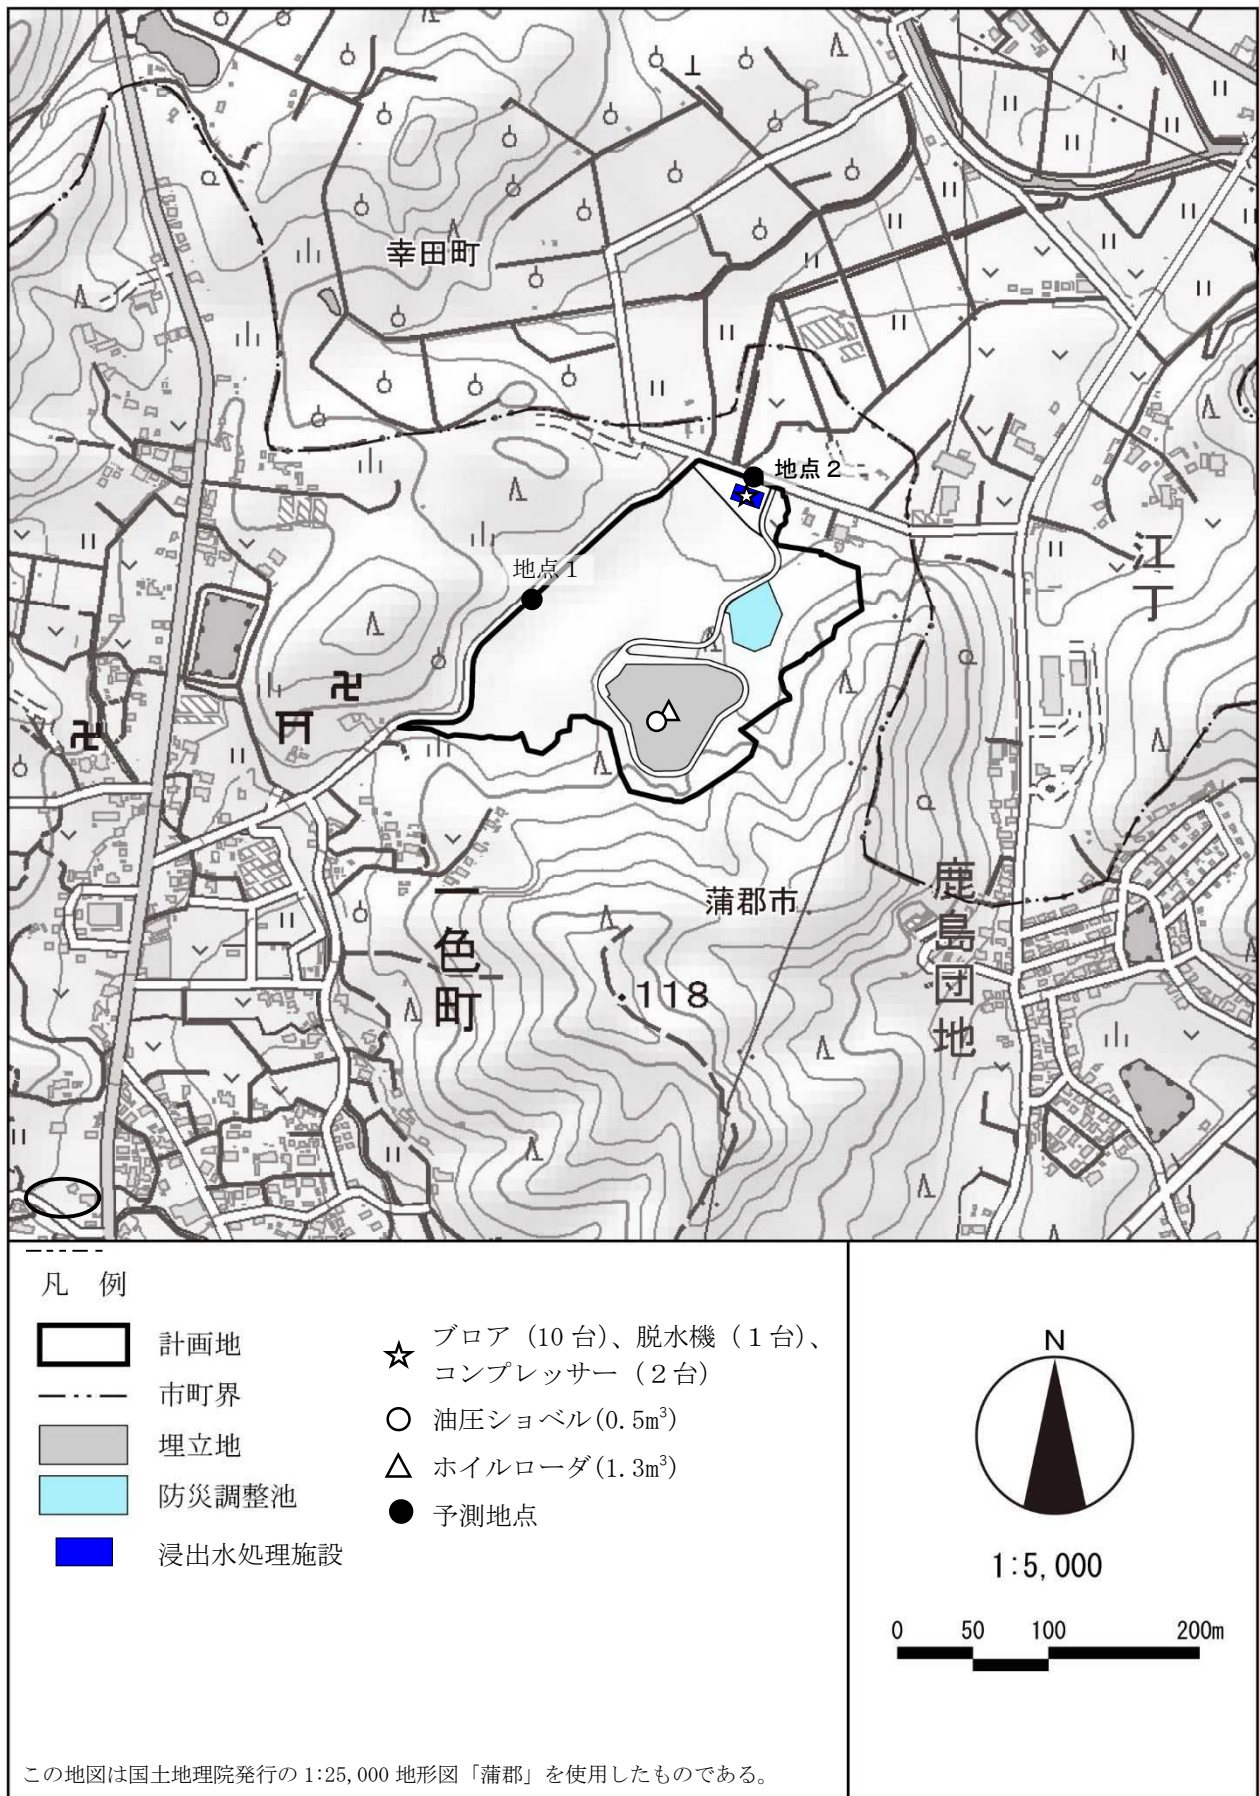 幸田町
地点２
地点１
江丁
蒲郡市
一色町
鹿島団地
118
凡　例
計画地
市町界
埋立地
防災調整池
浸出水処理施設
ブロア（10 台）、脱水機（１台）、
コンプレッサー（２台）
油圧ショベル(0.5m³)
ホイルローダ(1.3m³)
予測地点
N
1:5,000
0 50 100 200m
この地図は国土地理院発行の 1:25,000 地形図「蒲郡」を使用したものである。